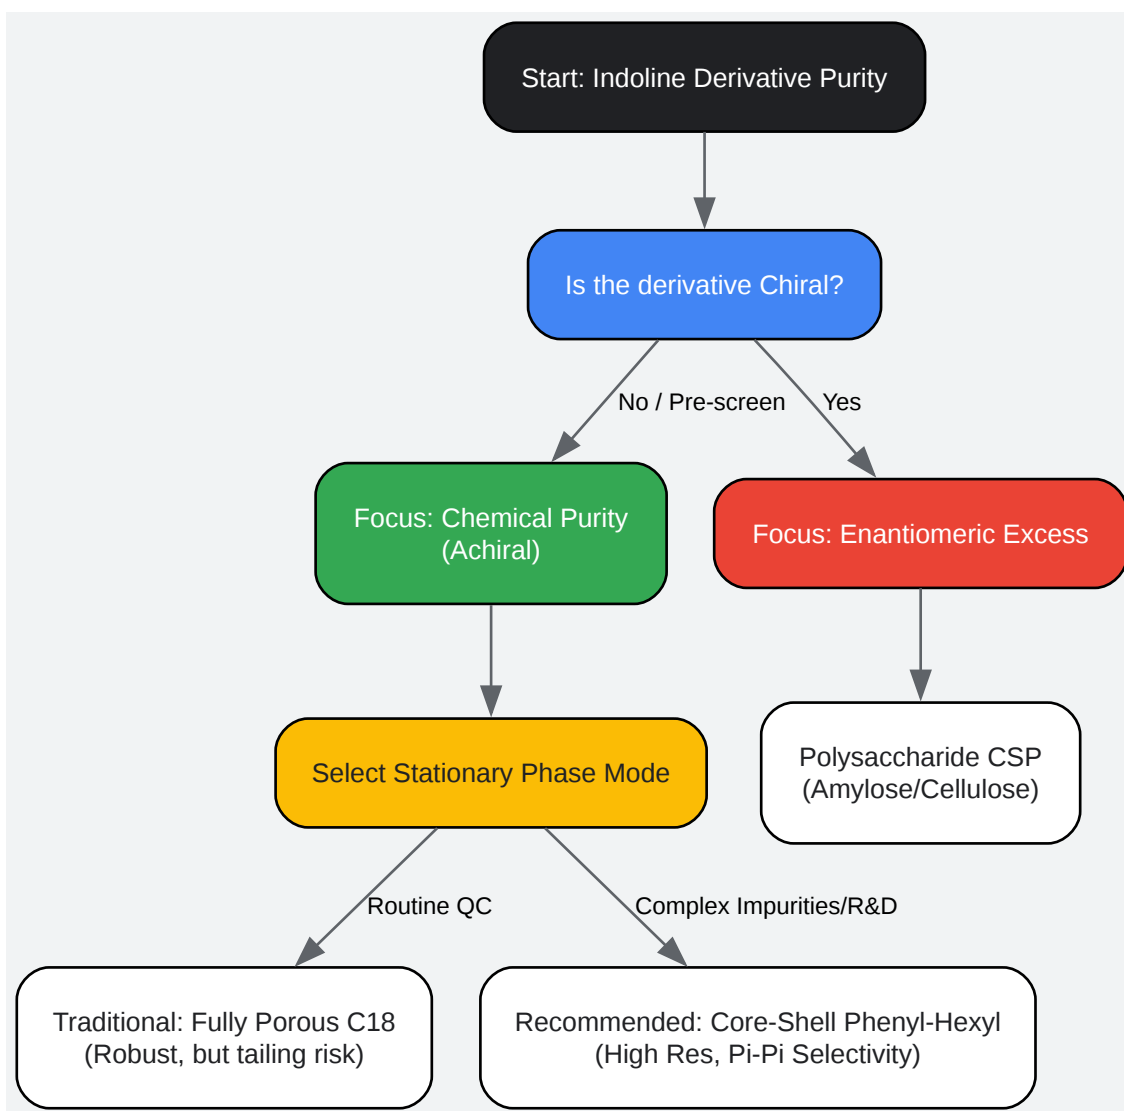 Start: Indoline Derivative Purity
Is the derivative Chiral?
No / Pre-screen
Yes
Focus: Chemical Purity
(Achiral)
Focus: Enantiomeric Excess
Select Stationary Phase Mode
Polysaccharide CSP
(Amylose/Cellulose)
Routine QC
Complex Impurities/R&D
Traditional: Fully Porous C18
(Robust, but tailing risk)
Recommended: Core-Shell Phenyl-Hexyl
(High Res, Pi-Pi Selectivity)